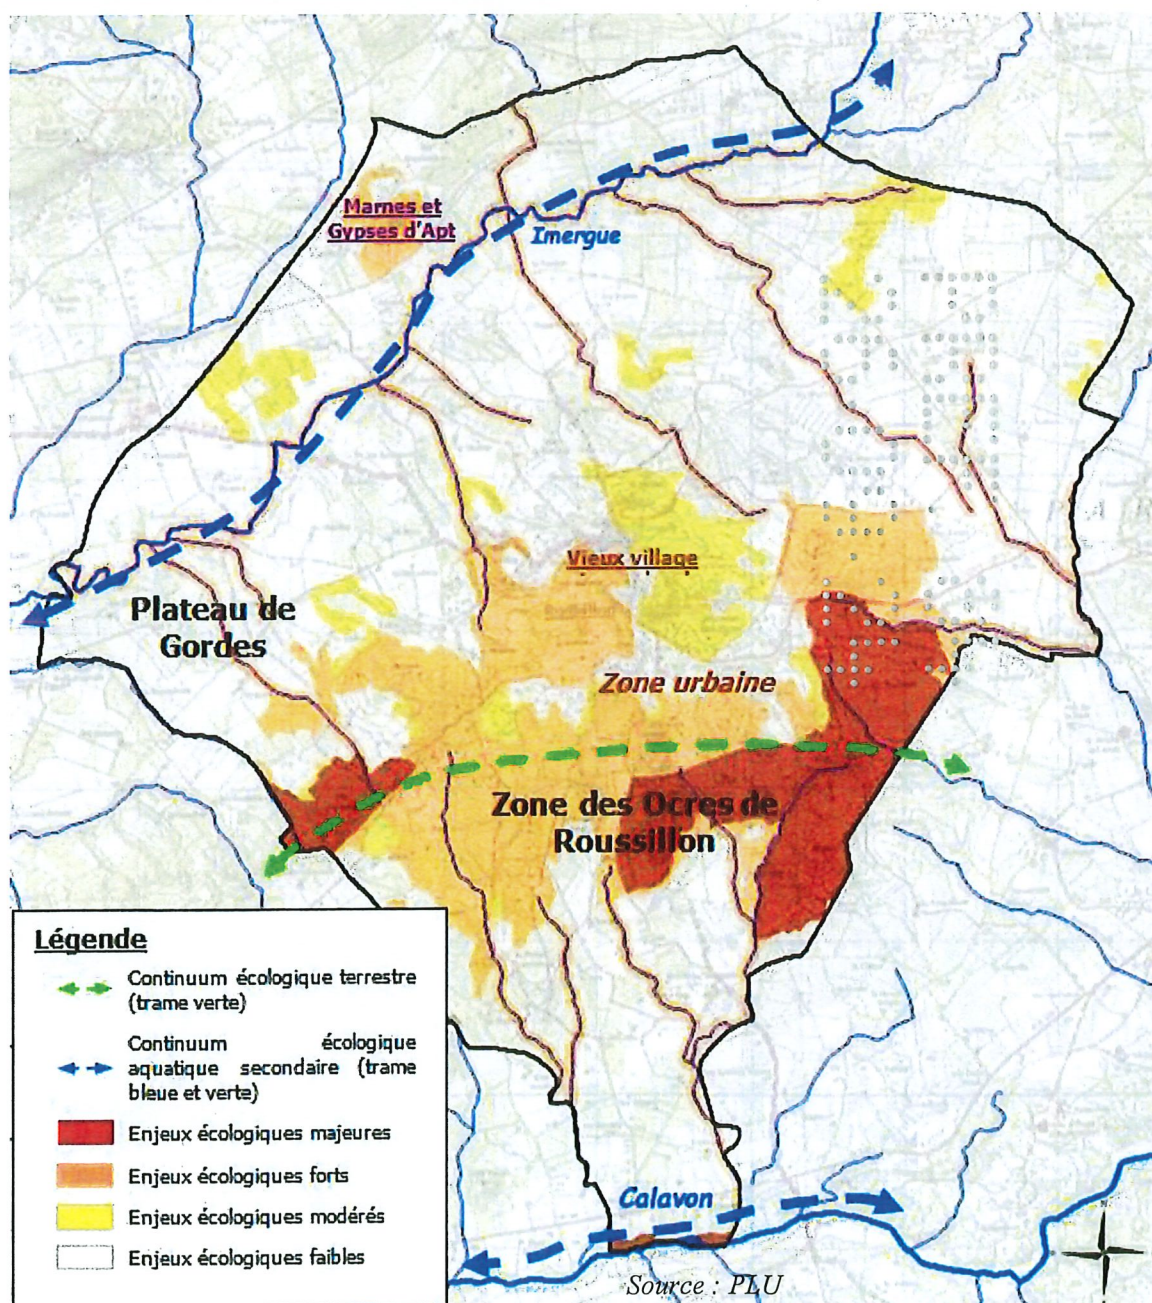 Marnes et
Gypses d'Apt
Imergue
Vieux village
Plateau de
Gordes
Zone urbaine
Zone des Ocres de
Roussillon
Légende
Continuum écologique terrestre
(trame verte)
Continuum écologique
aquatique secondaire (trame
bleue et verte)
Enjeux écologiques majeures
Enjeux écologiques forts
Enjeux écologiques modérés
Enjeux écologiques faibles
Calavon
Source : PLU